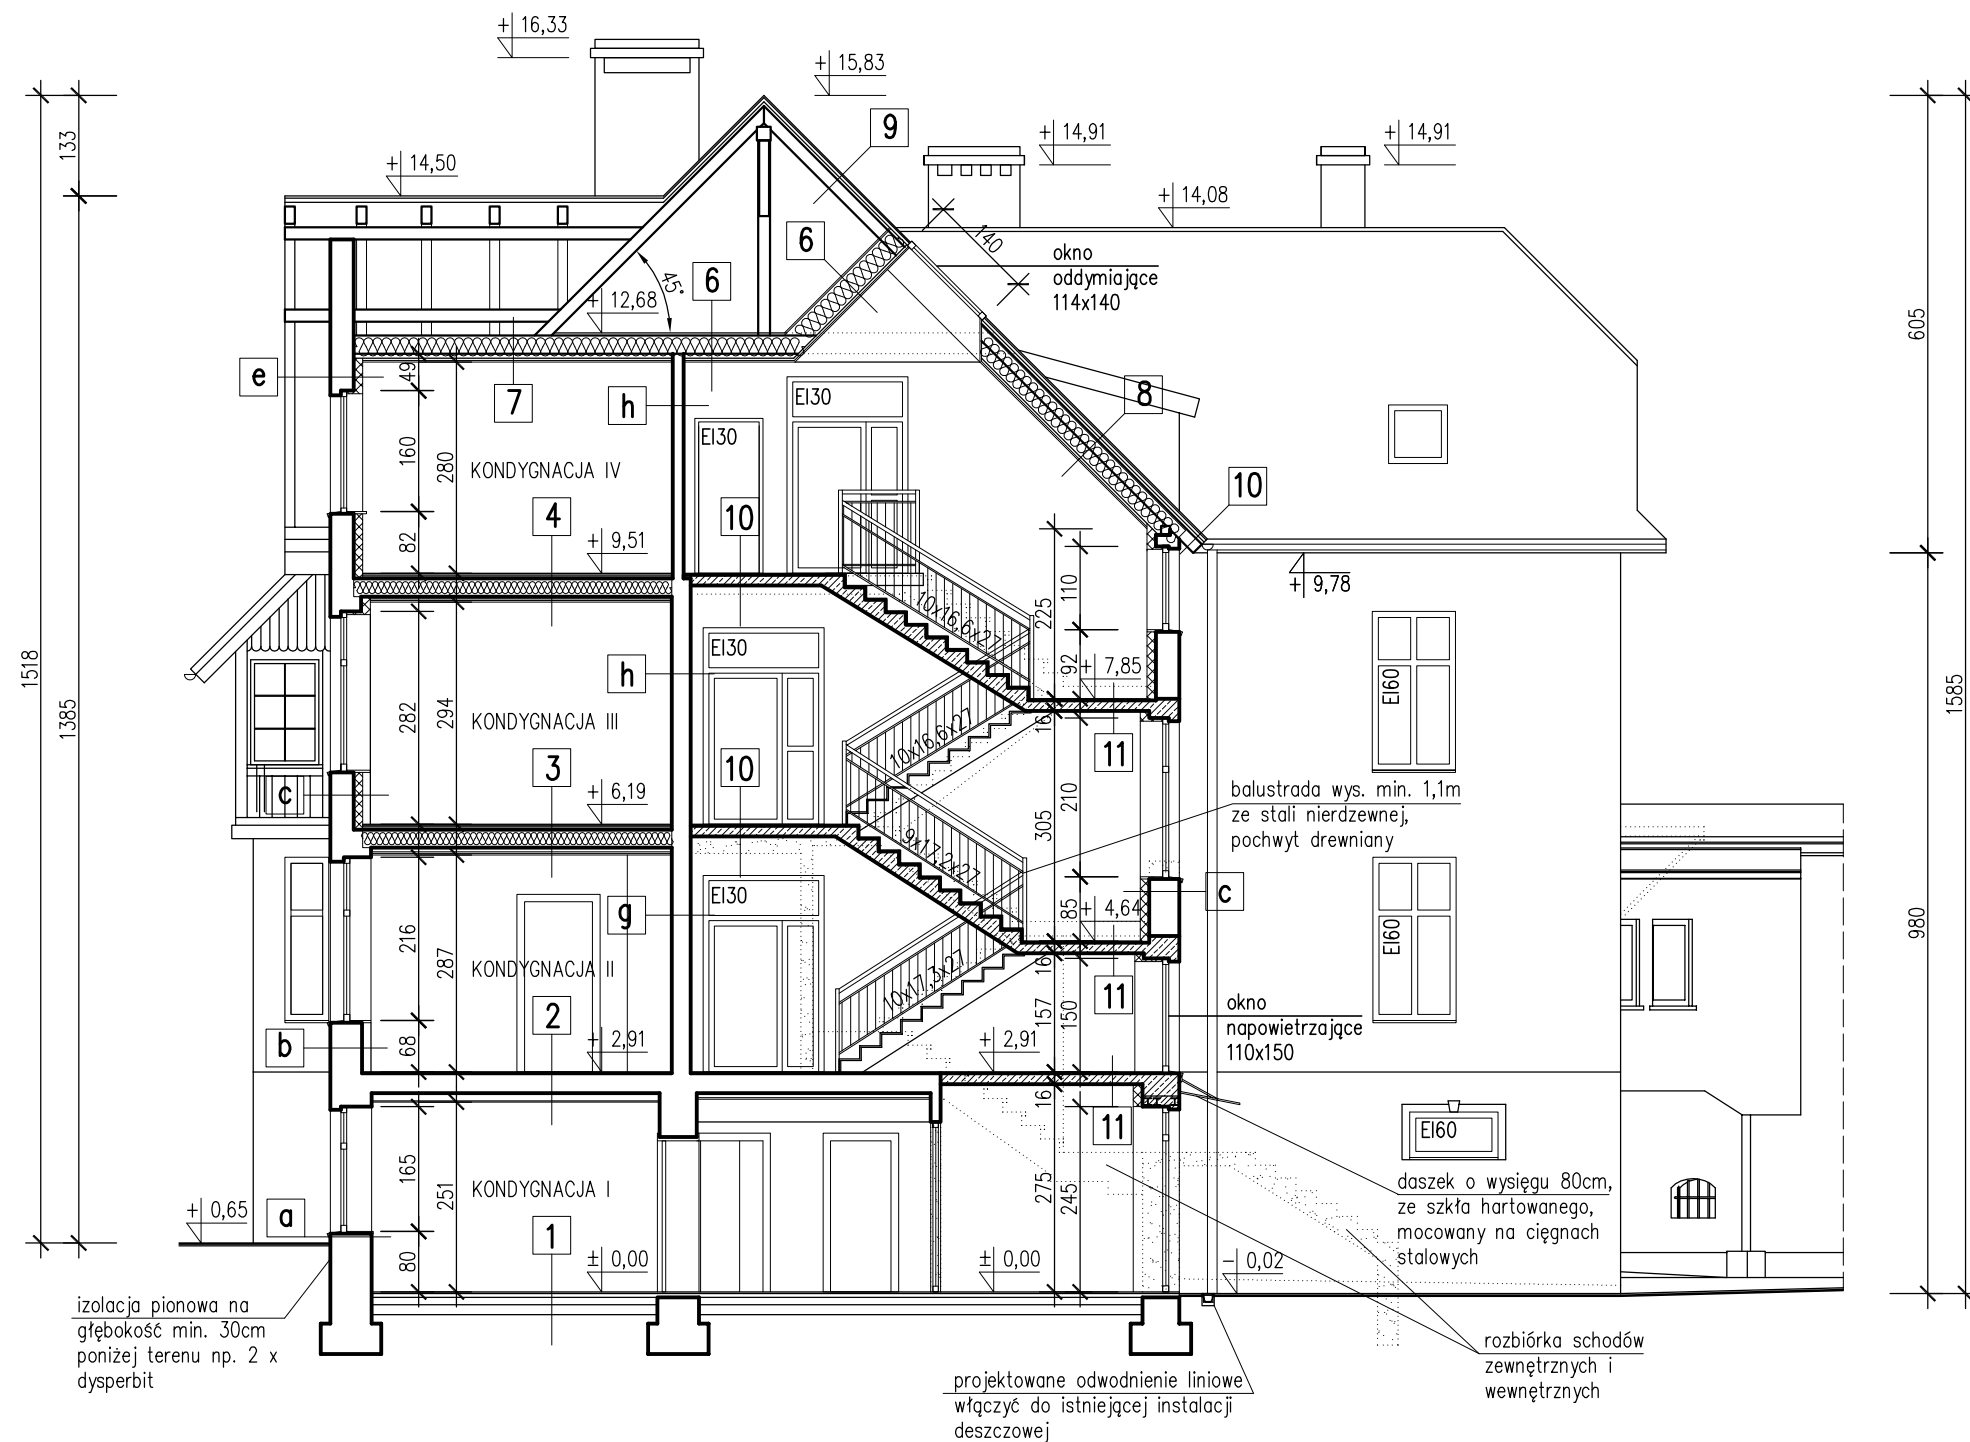 + 16,33
+ 15,83
9
+ 14,91
+ 14,91
133
+ 14,50
+ 14,08
6
140
6
45°
okno
oddymiające
114x140
+ 12,68
605
e
49
7
h
EI30
EI30
8
160
280
KONDYGNACJA IV
10
4
10
82
+ 9,51
+ 9,78
110
225
10x16,6x27
92
+ 7,85
1518
1385
1585
EI30
h
EI60
282
294
KONDYGNACJA III
10x16,6x27
16
11
3
10
c
+ 6,19
210
305
balustrada wys. min. 1,1m
ze stali nierdzewnej,
pochwyt drewniany
9x17,2x27
EI30
g
85
+ 4,64
c
216
287
KONDYGNACJA II
10x17,3x27
16
EI60
980
2
11
okno
napowietrzające
110x150
157
150
b
68
+ 2,91
+ 2,91
16
11
EI60
165
251
KONDYGNACJA I
275
245
daszek o wysięgu 80cm,
ze szkła hartowanego,
mocowany na cięgnach
stalowych
+ 0,65
a
1
80
± 0,00
± 0,00
− 0,02
izolacja pionowa na
głębokość min. 30cm
poniżej terenu np. 2 x
dysperbit
rozbiórka schodów
zewnętrznych i
wewnętrznych
projektowane odwodnienie liniowe
włączyć do istniejącej instalacji
deszczowej